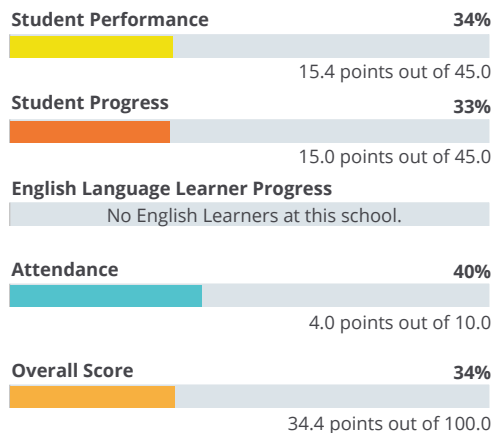 Student Performance 34%
15.4 points out of 45.0
Student Progress 33%
15.0 points out of 45.0
English Language Learner Progress
No English Learners at this school.
Attendance 40%
4.0 points out of 10.0
Overall Score 34%
34.4 points out of 100.0